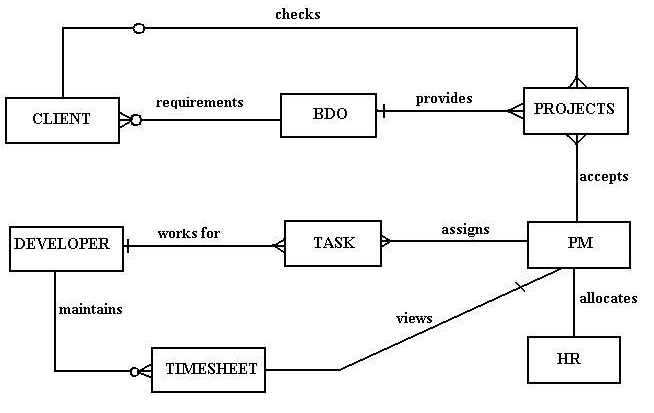 checks
requirements
provides
CLIENT
BDO
PROJECTS
accepts
works for
assigns
DEVELOPER
TASK
PM
maintains
views
allocates
TIMESHEET
HR